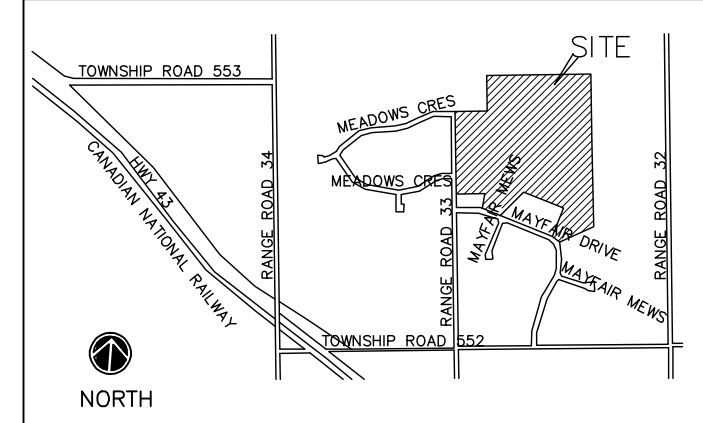 SITE
TOWNSHIP ROAD 553
MEADOWS CRES
MEADOWS CRES
HWY 43
CANADIAN NATIONAL RAILWAY
RANGE ROAD 34
RANGE ROAD 33
RANGE ROAD 32
MAYFAIR MEWS
MAYFAIR DRIVE
MAYFAIR MEWS
TOWNSHIP ROAD 552
NORTH